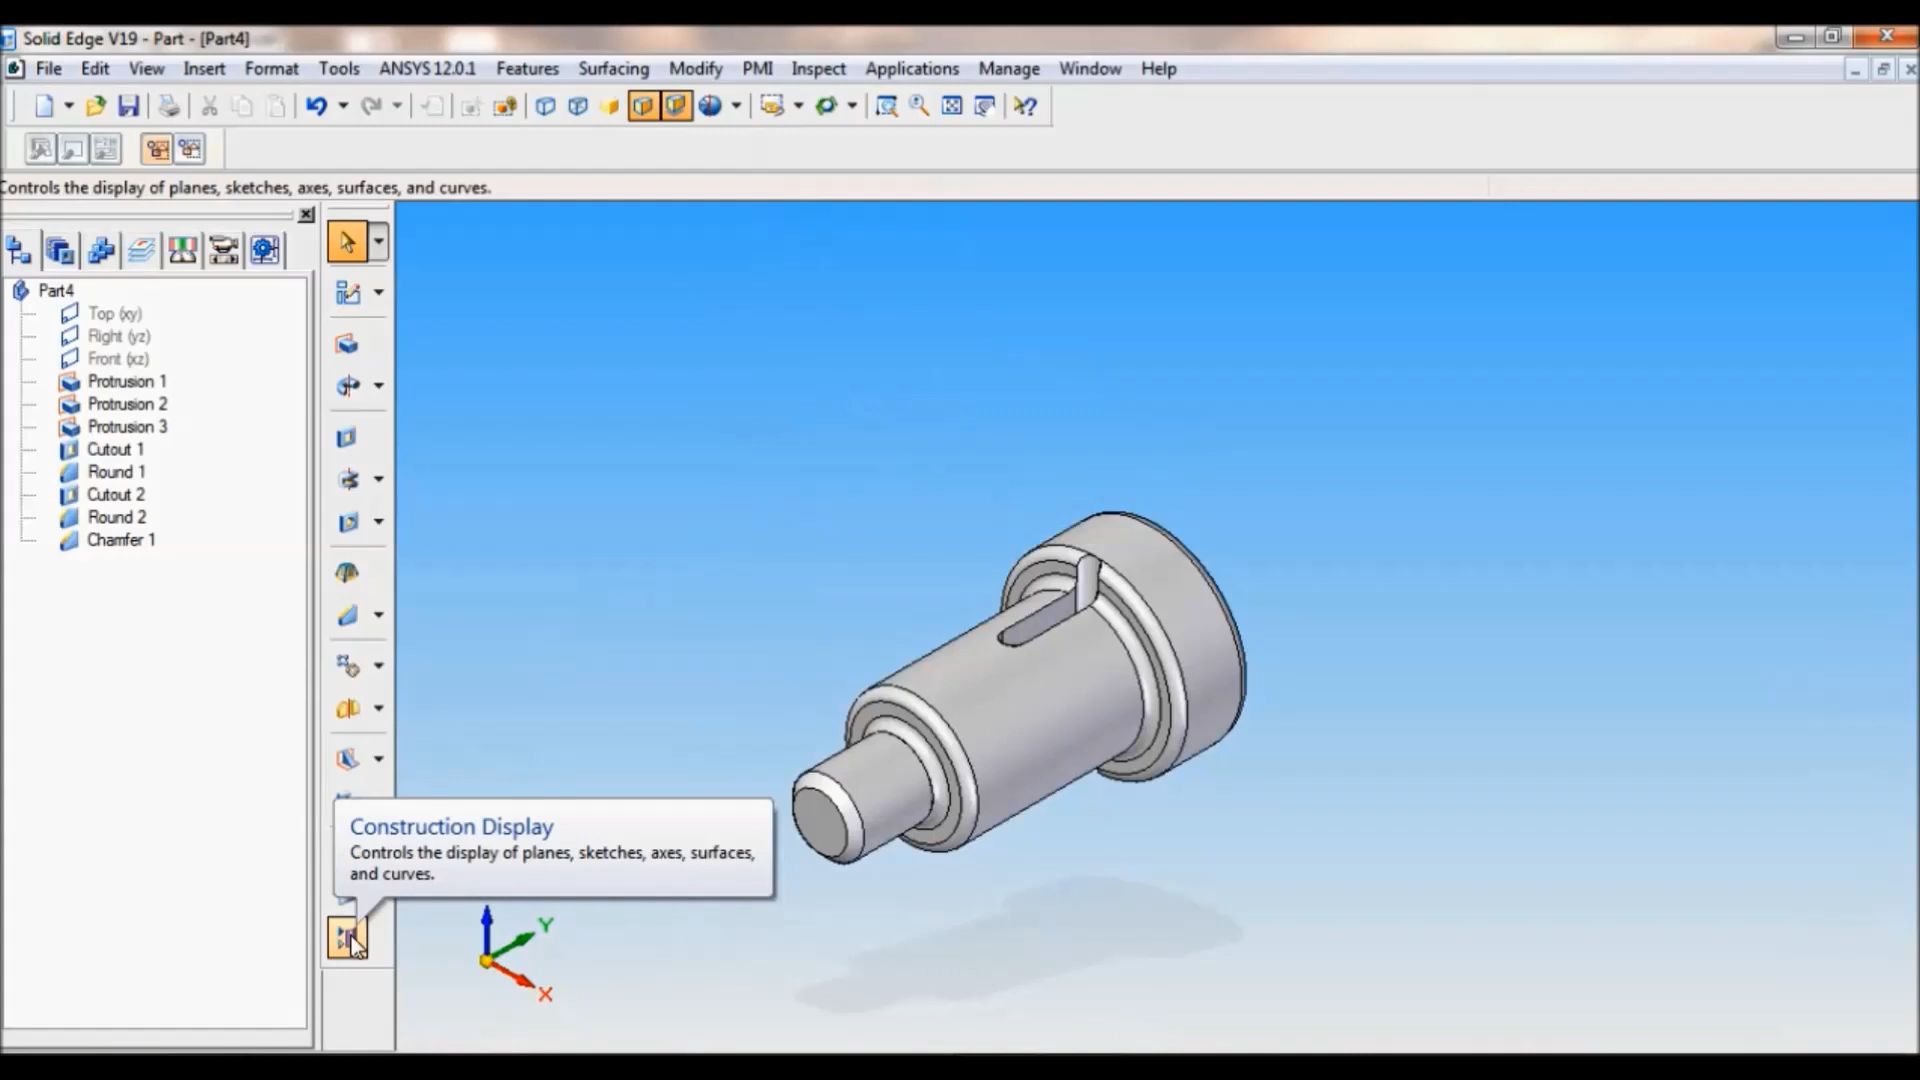 Solid Edge V19 - Part - [Part4]
File Edit View Insert Format Tools ANSYS 12.0.1 Features Surfacing Modify PMI Inspect Applications Manage Window Help
Controls the display of planes, sketches, axes, surfaces, and curves.
Part4
Top (xy)
Right (yz)
Front (xz)
Protrusion 1
Protrusion 2
Protrusion 3
Cutout 1
Round 1
Cutout 2
Round 2
Chamfer 1
Construction Display
Controls the display of planes, sketches, axes, surfaces,
and curves.
Y
X